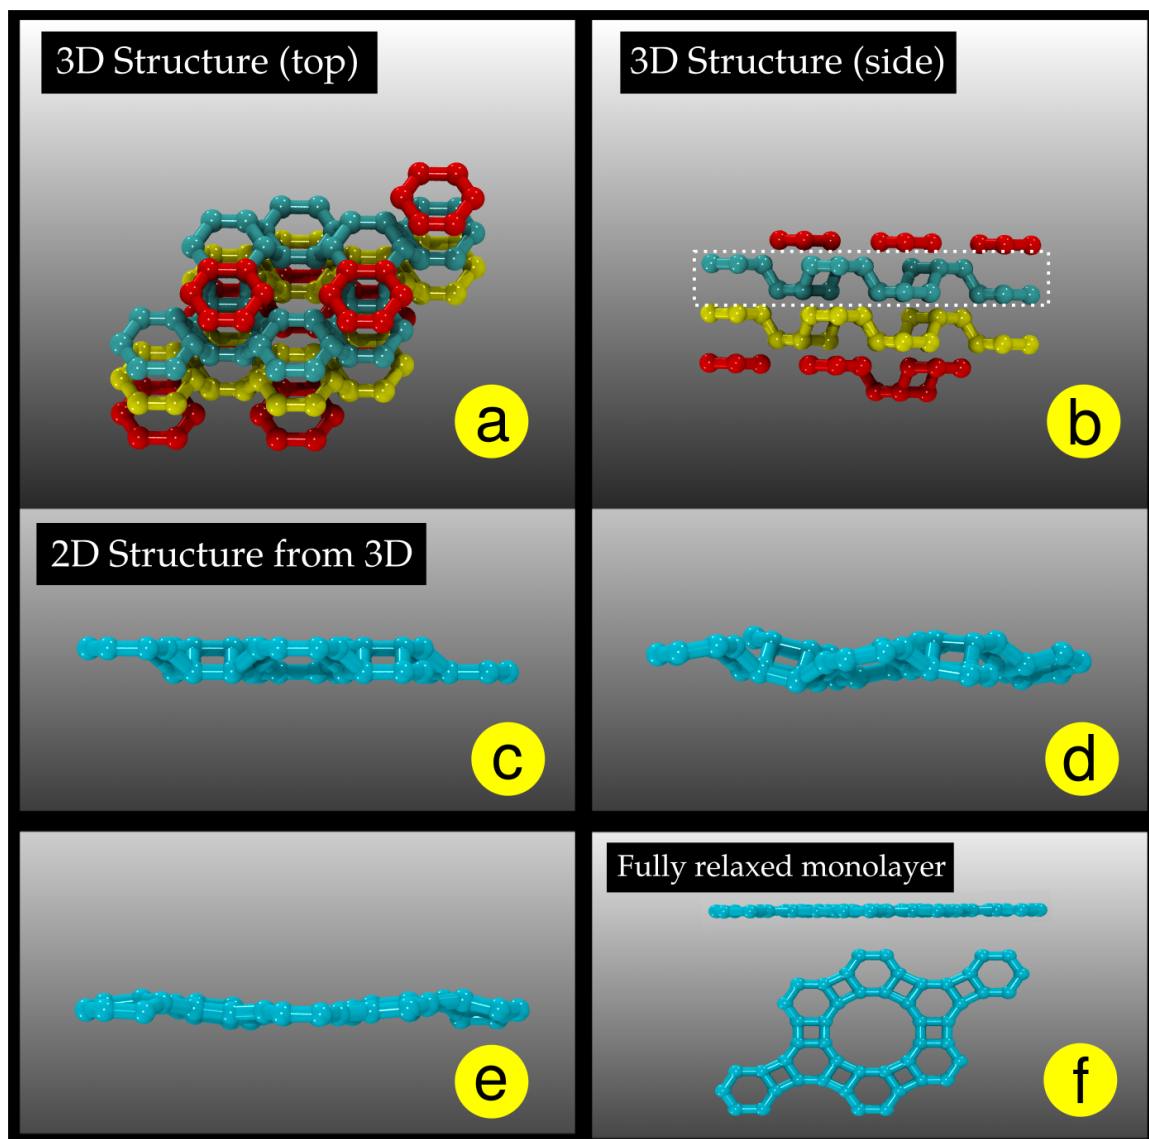 3D Structure (top)
3D Structure (side)
a
b
2D Structure from 3D
c
d
e
Fully relaxed monolayer
f